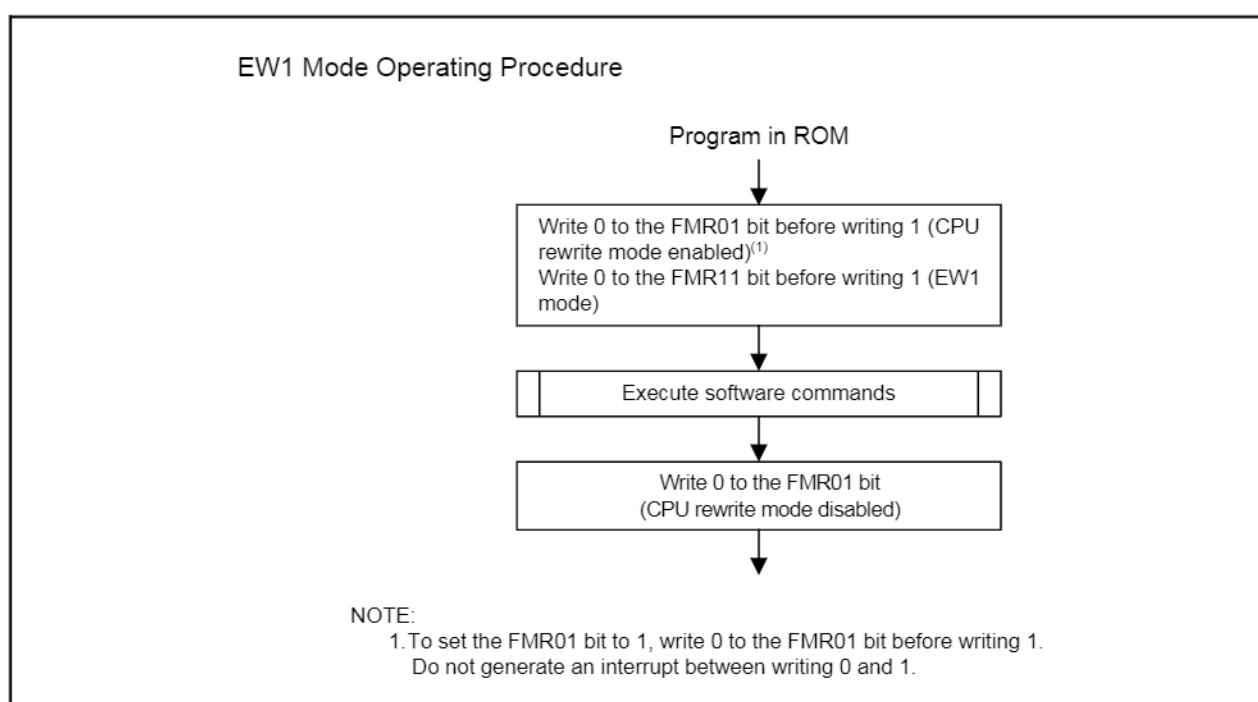 EW1 Mode Operating Procedure
Program in ROM
Write 0 to the FMR01 bit before writing 1 (CPU
rewrite mode enabled)(1)
Write 0 to the FMR11 bit before writing 1 (EW1
mode)
Execute software commands
Write 0 to the FMR01 bit
(CPU rewrite mode disabled)
NOTE:
1.To set the FMR01 bit to 1, write 0 to the FMR01 bit before writing 1.
Do not generate an interrupt between writing 0 and 1.